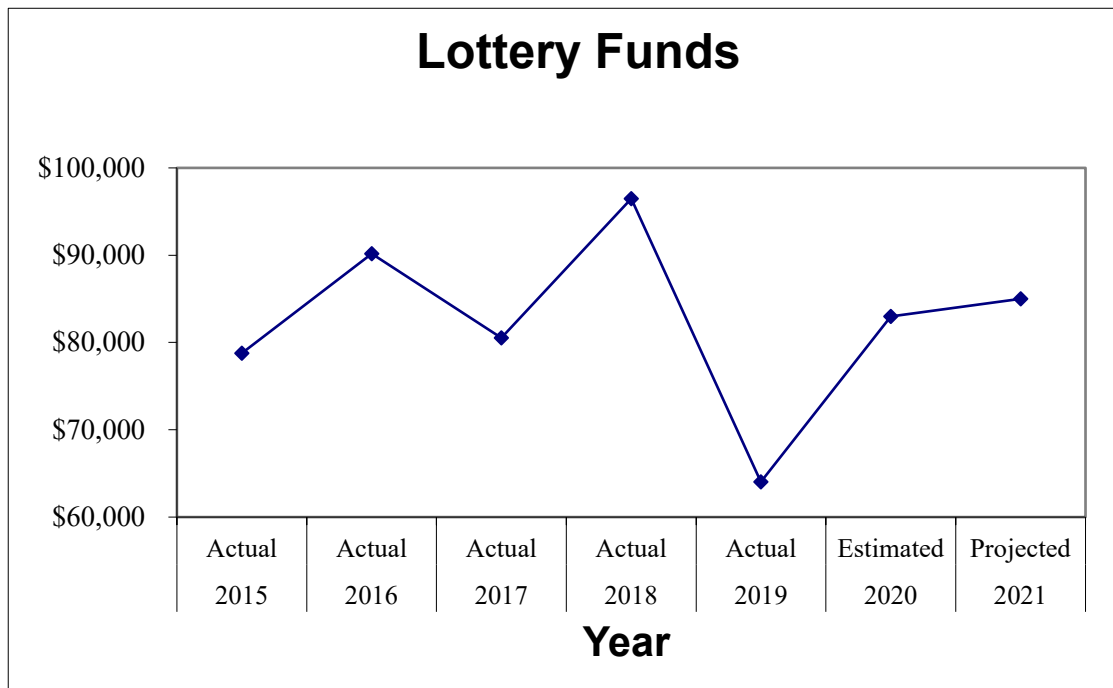 Lottery Funds
$100,000
$90,000
$80,000
$70,000
$60,000
Actual Actual Actual Actual Actual Estimated Projected
2015 2016 2017 2018 2019 2020 2021
Year